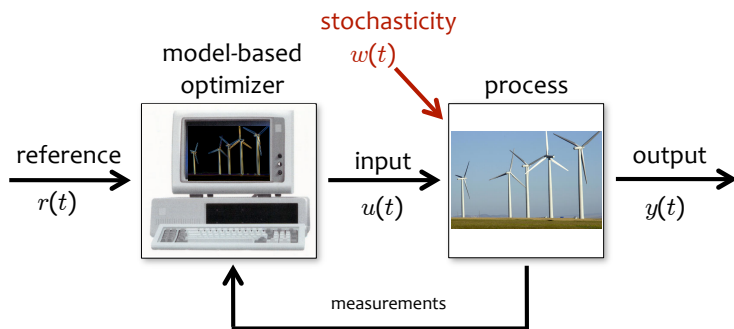 stochasticity
w(t)
model-based
optimizer
process
reference
r(t)
input
u(t)
output
y(t)
measurements